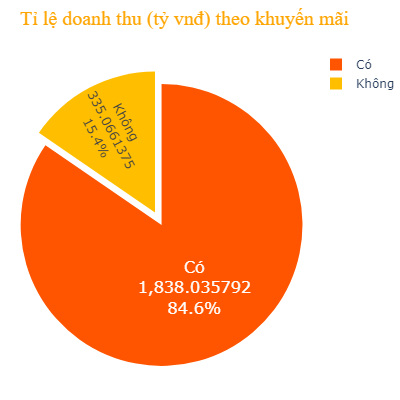 Tỉ lệ doanh thu (tỷ vnđ) theo khuyến mãi
Có
Không
Không
335.0661375
15.4%
Có
1,838.035792
84.6%